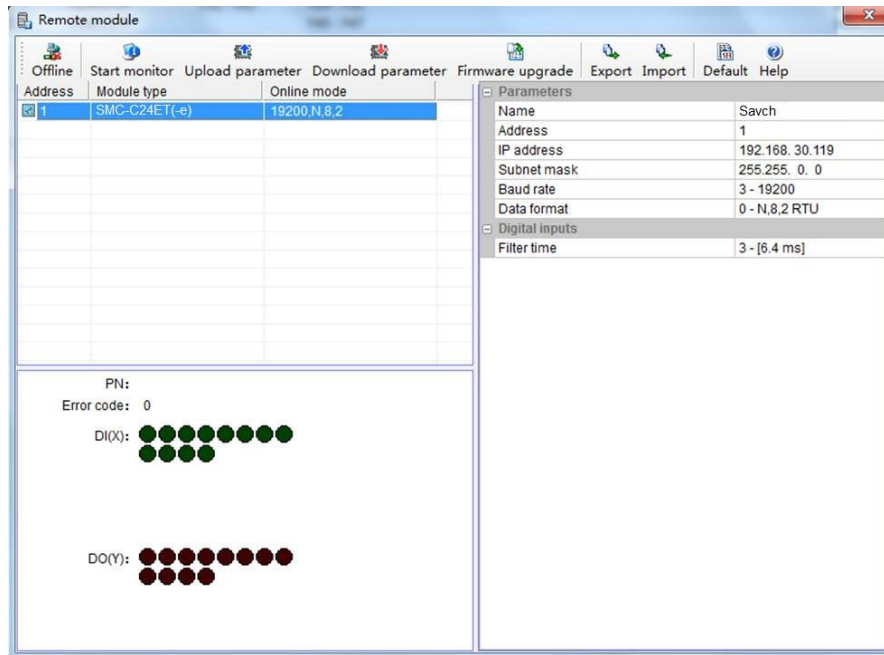 Remote module
Offline Start monitor Upload parameter Download parameter Firmware upgrade Export Import Default Help
Address Module type Online mode
1 SMC-C24ET(-e) 19200,N,8,2
Parameters
Name Savch
Address 1
IP address 192.168. 30.119
Subnet mask 255.255. 0. 0
Baud rate 3 - 19200
Data format 0 - N,8,2 RTU
Digital inputs
Filter time 3 - [6.4 ms]
PN:
Error code: 0
DI(X):
DO(Y):